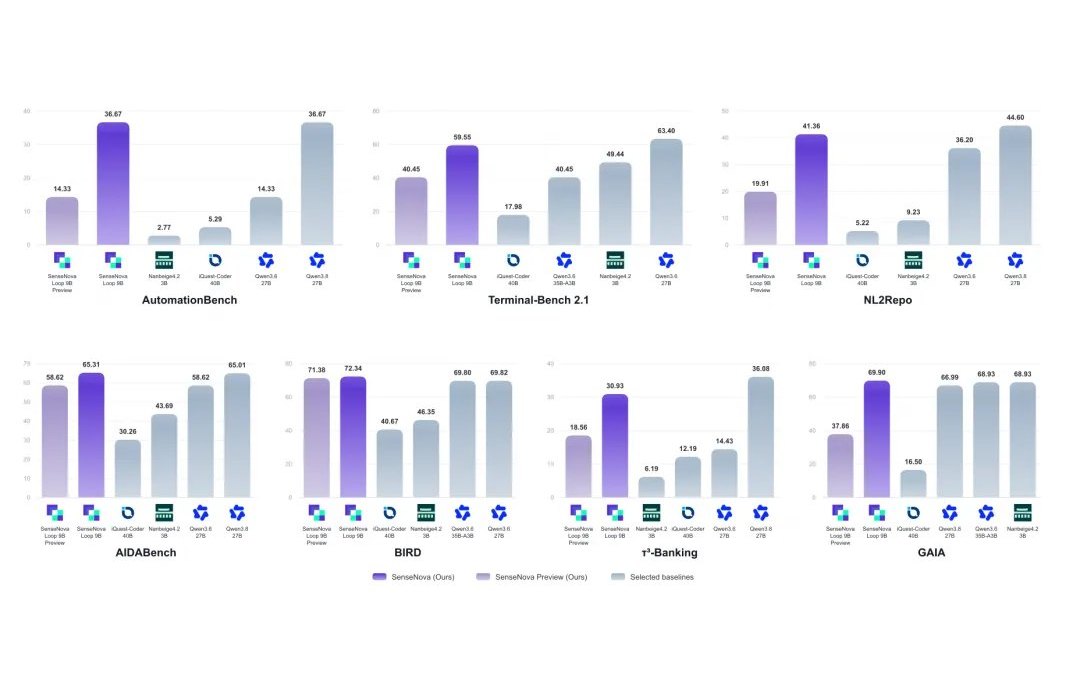 40
30
20
10
0
14.33
36.67
2.77
5.29
14.33
36.67
SenseNova Loop 9B Preview
SenseNova Loop 9B
Nanbeige4.2 3B
iQuest-Coder 40B
Qwen3.6 27B
Qwen3.8 27B
AutomationBench
80
60
40
20
0
40.45
59.55
17.98
40.45
49.44
63.40
SenseNova Loop 9B Preview
SenseNova Loop 9B
iQuest-Coder 40B
Qwen3.6 35B-A3B
Nanbeige4.2 3B
Qwen3.6 27B
Terminal-Bench 2.1
50
40
30
20
10
0
19.91
41.36
5.22
9.23
36.20
44.60
SenseNova Loop 9B Preview
SenseNova Loop 9B
iQuest-Coder 40B
Nanbeige4.2 3B
Qwen3.6 27B
Qwen3.8 27B
NL2Repo
70
60
50
40
30
20
10
0
58.62
65.31
30.26
43.69
58.62
65.01
SenseNova Loop 9B Preview
SenseNova Loop 9B
iQuest-Coder 40B
Nanbeige4.2 3B
Qwen3.6 27B
Qwen3.8 27B
AIDABench
80
60
40
20
0
71.38
72.34
40.67
46.35
69.80
69.82
SenseNova Loop 9B Preview
SenseNova Loop 9B
iQuest-Coder 40B
Nanbeige4.2 3B
Qwen3.6 35B-A3B
Qwen3.6 27B
BIRD
40
30
20
10
0
18.56
30.93
6.19
12.19
14.43
36.08
SenseNova Loop 9B Preview
SenseNova Loop 9B
Nanbeige4.2 3B
iQuest-Coder 40B
Qwen3.6 27B
Qwen3.8 27B
τ³-Banking
80
60
40
20
0
37.86
69.90
16.50
66.99
68.93
68.93
SenseNova Loop 9B Preview
SenseNova Loop 9B
iQuest-Coder 40B
Qwen3.8 27B
Qwen3.6 35B-A3B
Nanbeige4.2 3B
GAIA
SenseNova (Ours)
SenseNova Preview (Ours)
Selected baselines